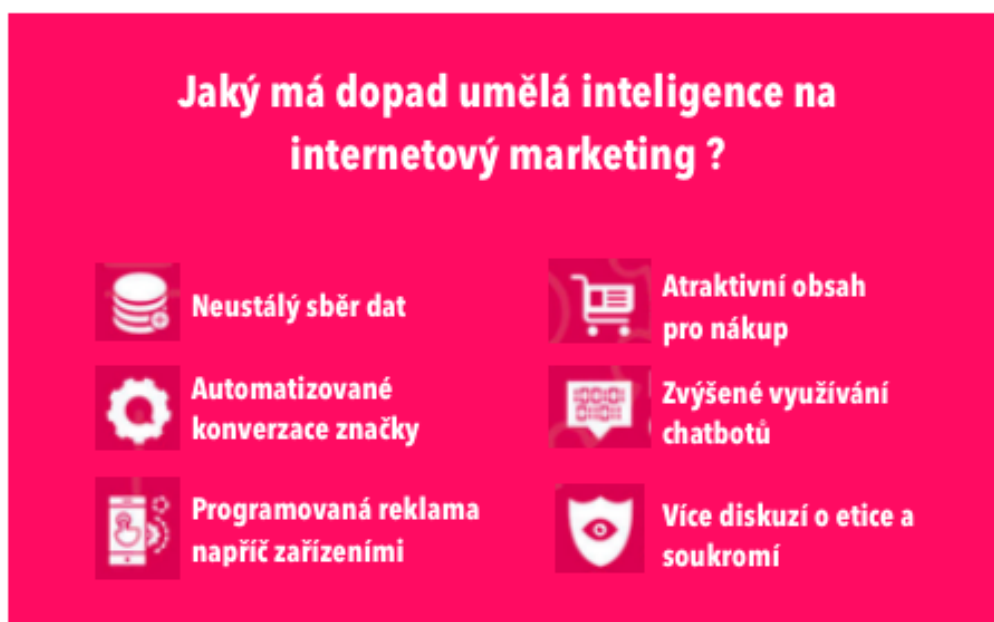 Jaký má dopad umělá inteligence na
internetový marketing ?
Neustálý sběr dat
Automatizované
konverzace značky
Programovaná reklama
napříč zařízeními
Atraktivní obsah
pro nákup
Zvýšené využívání
chatbotů
Více diskuzí o etice a
soukromí